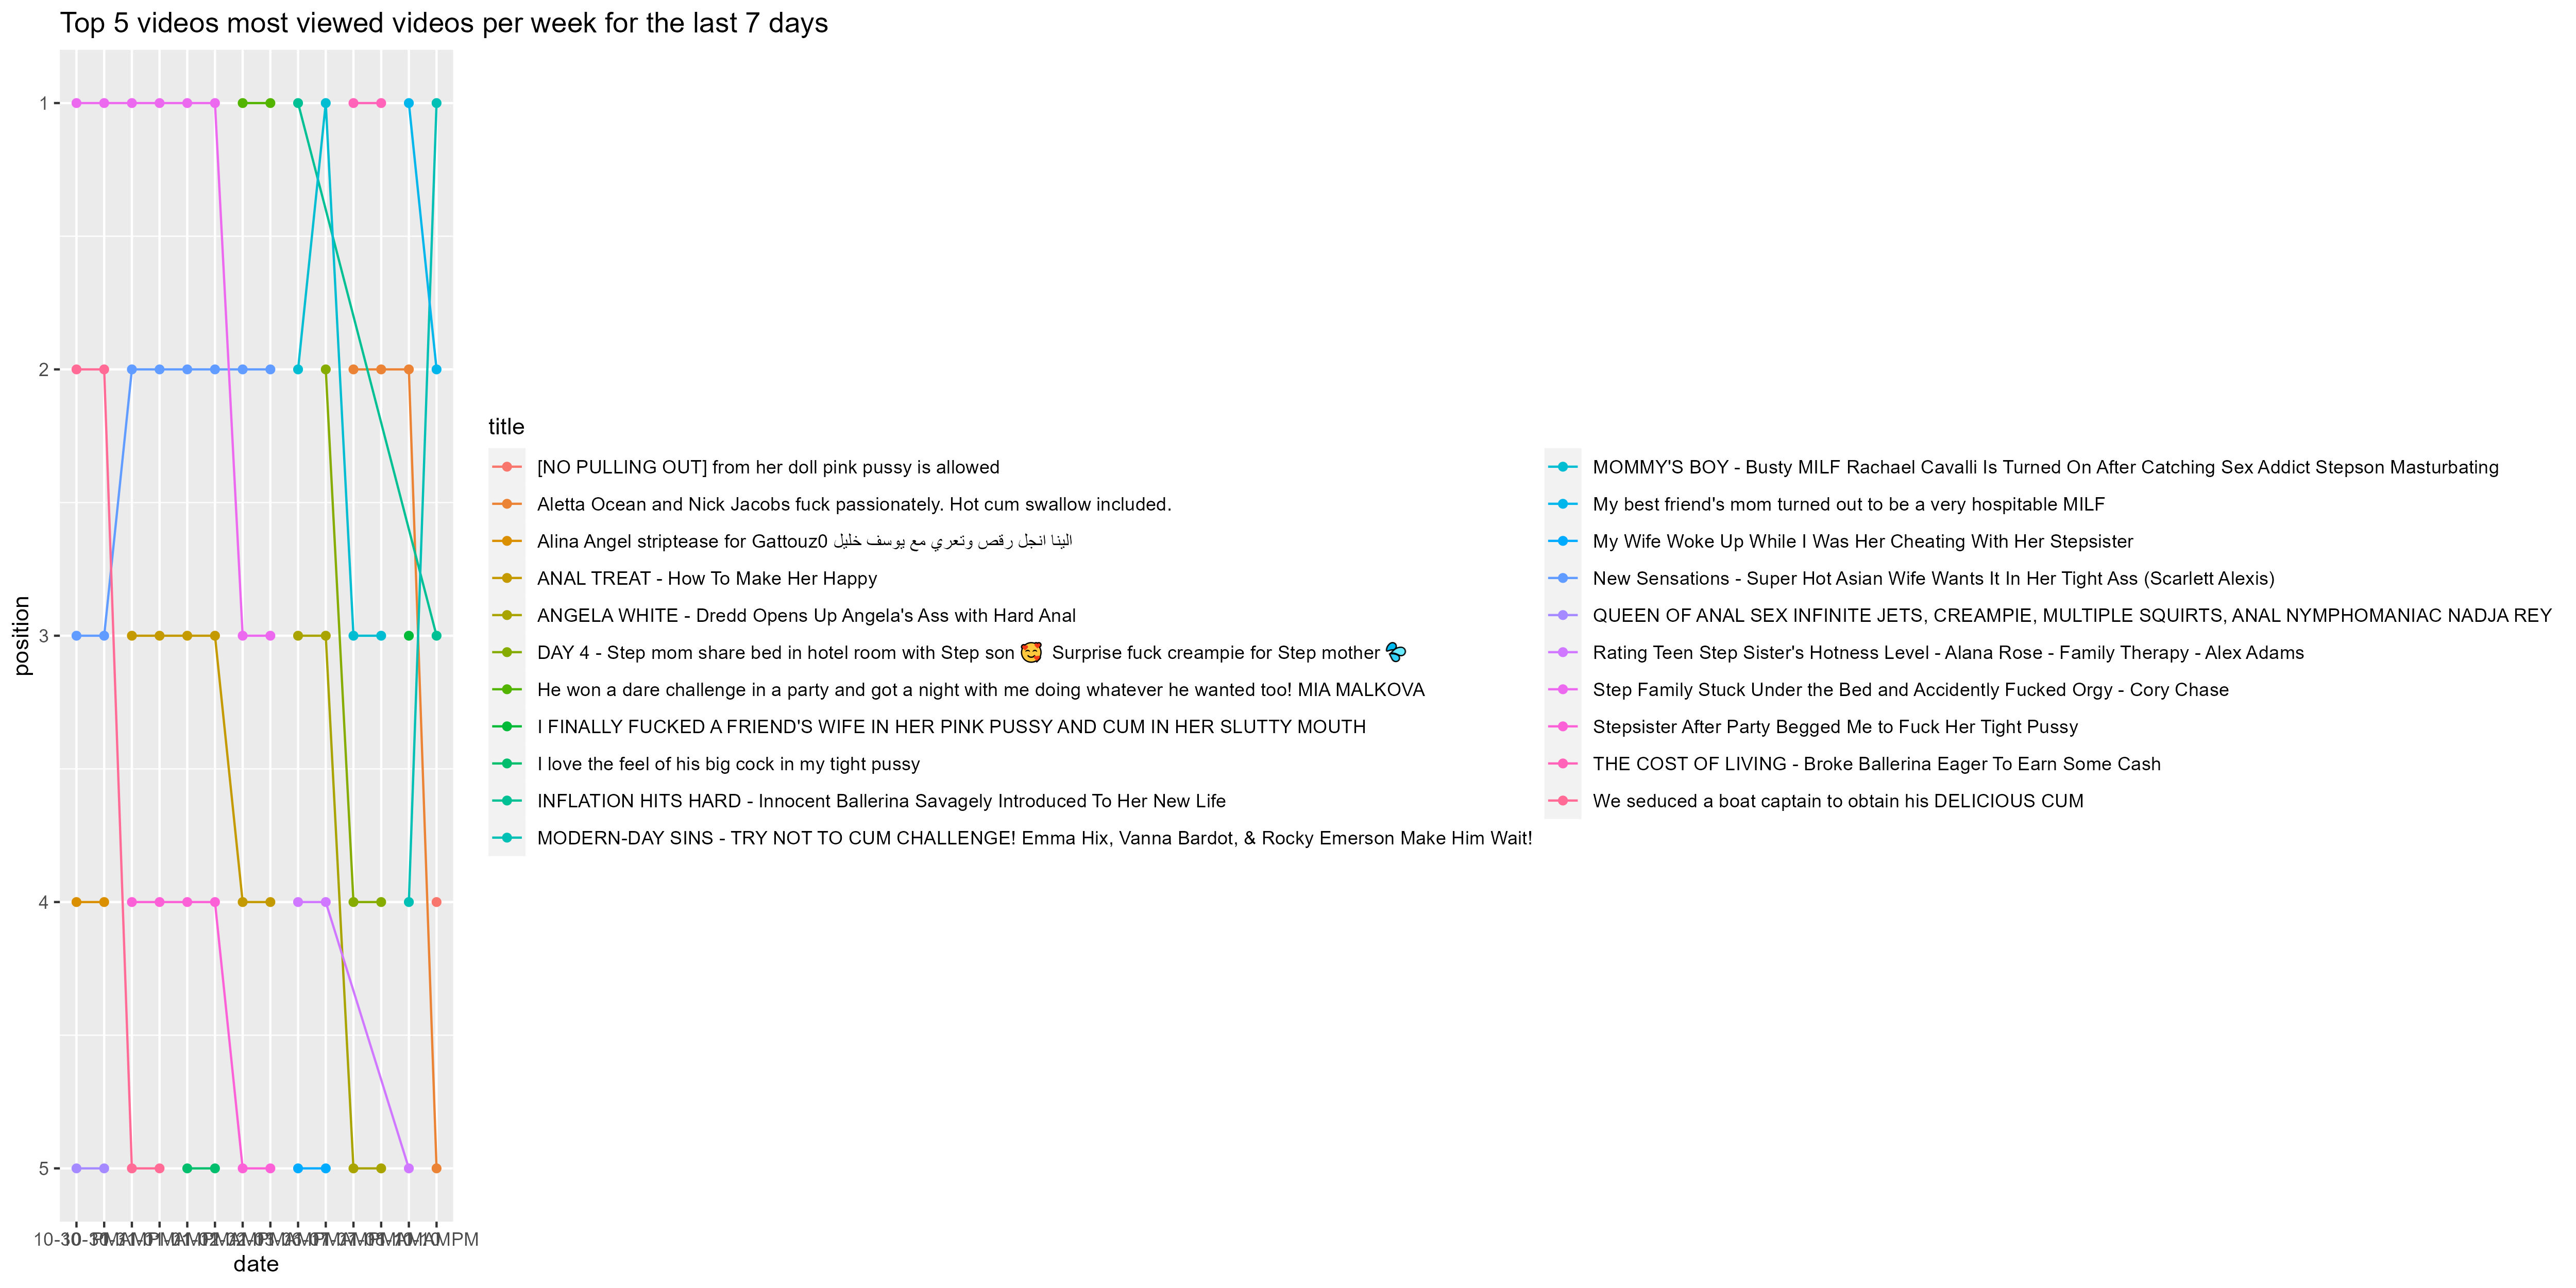 Top 5 videos most viewed videos per week for the last 7 days
1
2
3
4
5
position
date
title
[NO PULLING OUT] from her doll pink pussy is allowed
Aletta Ocean and Nick Jacobs fuck passionately. Hot cum swallow included.
Alina Angel striptease for Gattouz0 الينا انجل رقص وتعري مع يوسف خليل
ANAL TREAT - How To Make Her Happy
ANGELA WHITE - Dredd Opens Up Angela's Ass with Hard Anal
DAY 4 - Step mom share bed in hotel room with Step son 🥰 Surprise fuck creampie for Step mother 💦
He won a dare challenge in a party and got a night with me doing whatever he wanted too! MIA MALKOVA
I FINALLY FUCKED A FRIEND'S WIFE IN HER PINK PUSSY AND CUM IN HER SLUTTY MOUTH
I love the feel of his big cock in my tight pussy
INFLATION HITS HARD - Innocent Ballerina Savagely Introduced To Her New Life
MODERN-DAY SINS - TRY NOT TO CUM CHALLENGE! Emma Hix, Vanna Bardot, & Rocky Emerson Make Him Wait!
MOMMY'S BOY - Busty MILF Rachael Cavalli Is Turned On After Catching Sex Addict Stepson Masturbating
My best friend's mom turned out to be a very hospitable MILF
My Wife Woke Up While I Was Her Cheating With Her Stepsister
New Sensations - Super Hot Asian Wife Wants It In Her Tight Ass (Scarlett Alexis)
QUEEN OF ANAL SEX INFINITE JETS, CREAMPIE, MULTIPLE SQUIRTS, ANAL NYMPHOMANIAC NADJA REY
Rating Teen Step Sister's Hotness Level - Alana Rose - Family Therapy - Alex Adams
Step Family Stuck Under the Bed and Accidently Fucked Orgy - Cory Chase
Stepsister After Party Begged Me to Fuck Her Tight Pussy
THE COST OF LIVING - Broke Ballerina Eager To Earn Some Cash
We seduced a boat captain to obtain his DELICIOUS CUM